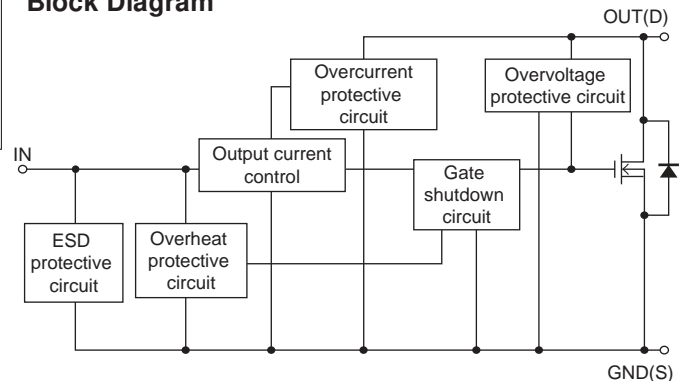 Block Diagram
OUT(D)
Overcurrent
protective
circuit
Overvoltage
protective circuit
IN
Output current
control
Gate
shutdown
circuit
ESD
protective
circuit
Overheat
protective
circuit
GND(S)